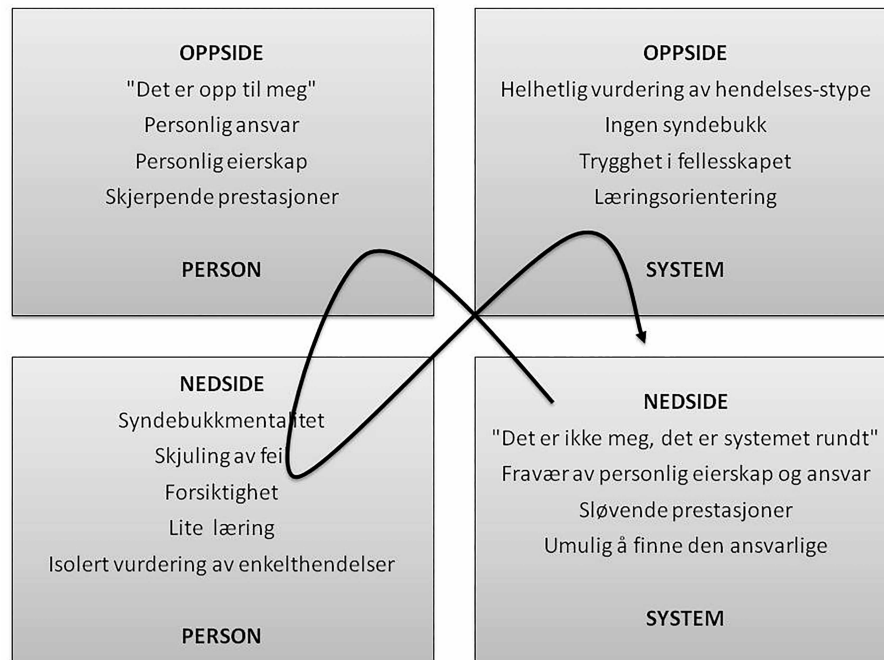 OPPSIDE
"Det er opp til meg"
Personlig ansvar
Personlig eierskap
Skjerpende prestasjoner
PERSON
OPPSIDE
Helhetlig vurdering av hendelses-stype
Ingen syndebukk
Trygghet i fellesskapet
Læringsorientering
SYSTEM
NEDSIDE
Syndebukkmentalitet
Skjuling av feil
Forsiktighet
Lite læring
Isolert vurdering av enkelthendelser
PERSON
NEDSIDE
"Det er ikke meg, det er systemet rundt"
Fravær av personlig eierskap og ansvar
Sløvende prestasjoner
Umulig å finne den ansvarlige
SYSTEM